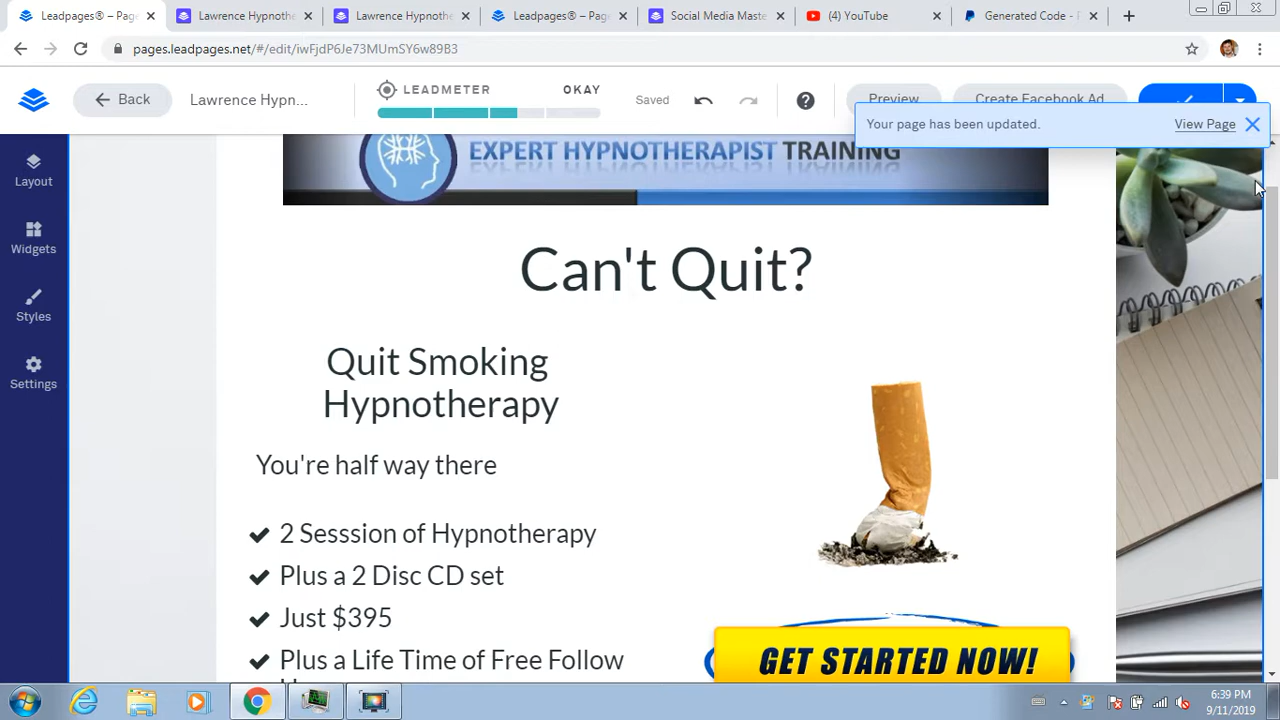 Leadpages® – Page
Lawrence Hypnothe
Lawrence Hypnothe
Leadpages® – Page
Social Media Maste
(4) YouTube
Generated Code - P
pages.leadpages.net/#/edit/iwFjdP6Je73MUmSY6w89B3
Back
Lawrence Hypn...
LEADMETER
OKAY
Saved
Preview
Create Facebook Ad
Your page has been updated.
View Page
Layout
Widgets
Styles
Settings
EXPERT HYPNOTHERAPIST TRAINING
Can't Quit?
Quit Smoking
Hypnotherapy
You're half way there
2 Sesssion of Hypnotherapy
Plus a 2 Disc CD set
Just $395
Plus a Life Time of Free Follow
GET STARTED NOW!
6:39 PM
9/11/2019